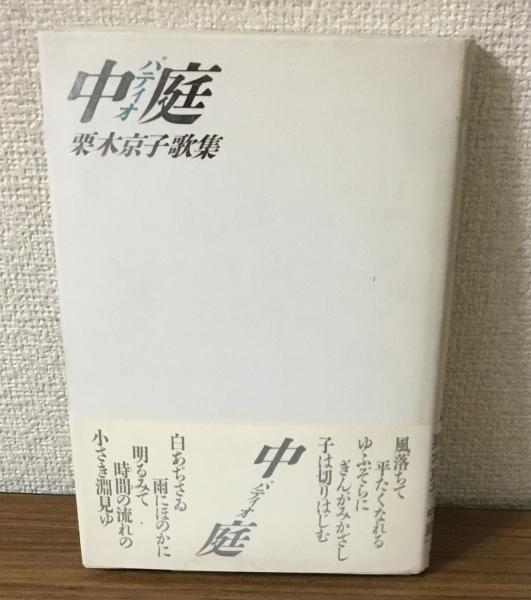 中庭
パティオ
栗木京子歌集
風落ちて
平たくなれる
ゆふぞらに
ぎんがみかざし
子は切りはじむ
中庭
パティオ
白あぢさゐ
雨にほのかに
明るみて
時間の流れの
小さき淵見ゆ